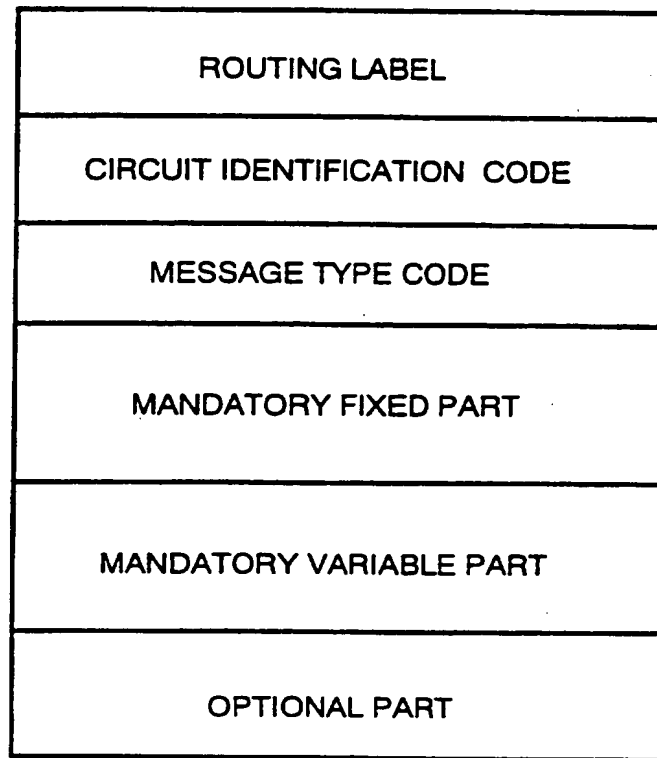 ROUTING LABEL
CIRCUIT IDENTIFICATION CODE
MESSAGE TYPE CODE
MANDATORY FIXED PART
MANDATORY VARIABLE PART
OPTIONAL PART